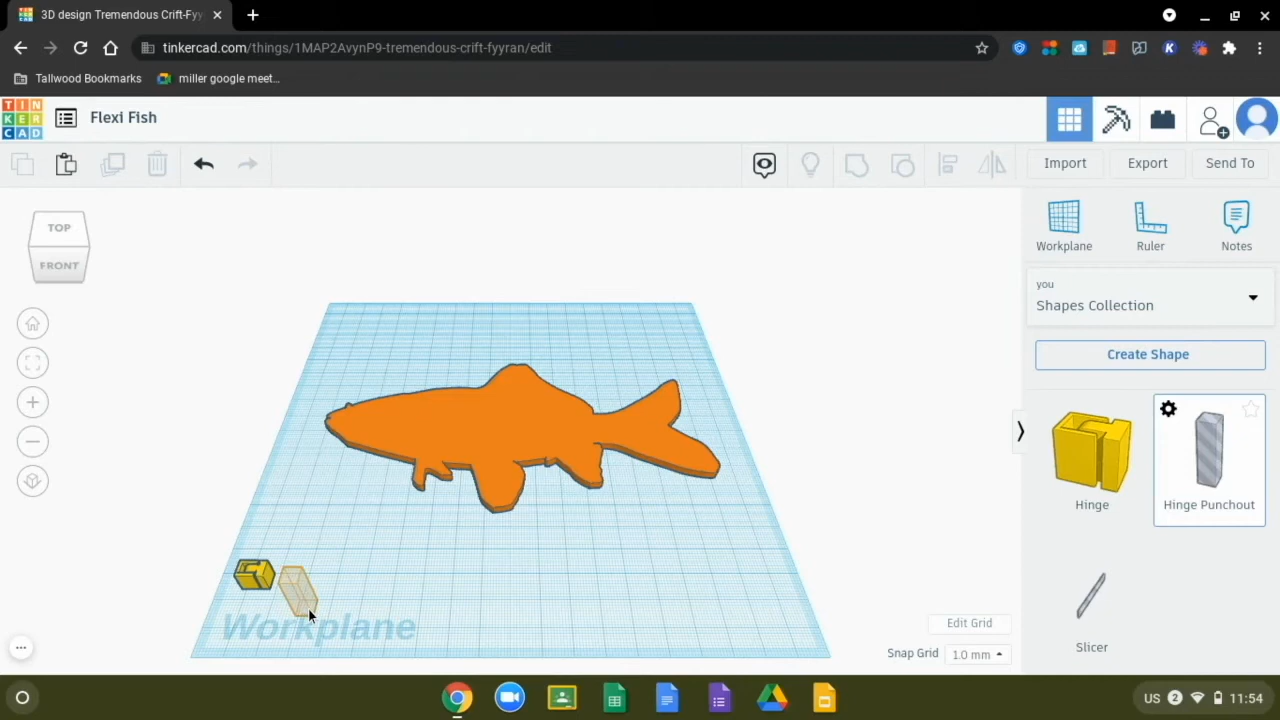 3D design Tremendous Crift-Fyy
tinkercad.com/things/1MAP2AvynP9-tremendous-crift-fyyran/edit
K
Tallwood Bookmarks
miller google meet...
TIN
KER
CAD
Flexi Fish
Import
Export
Send To
TOP
FRONT
Workplane
Ruler
Notes
you
Shapes Collection
Create Shape
Hinge
Hinge Punchout
Slicer
Workplane
Edit Grid
Snap Grid
1.0 mm
US
2
11:54